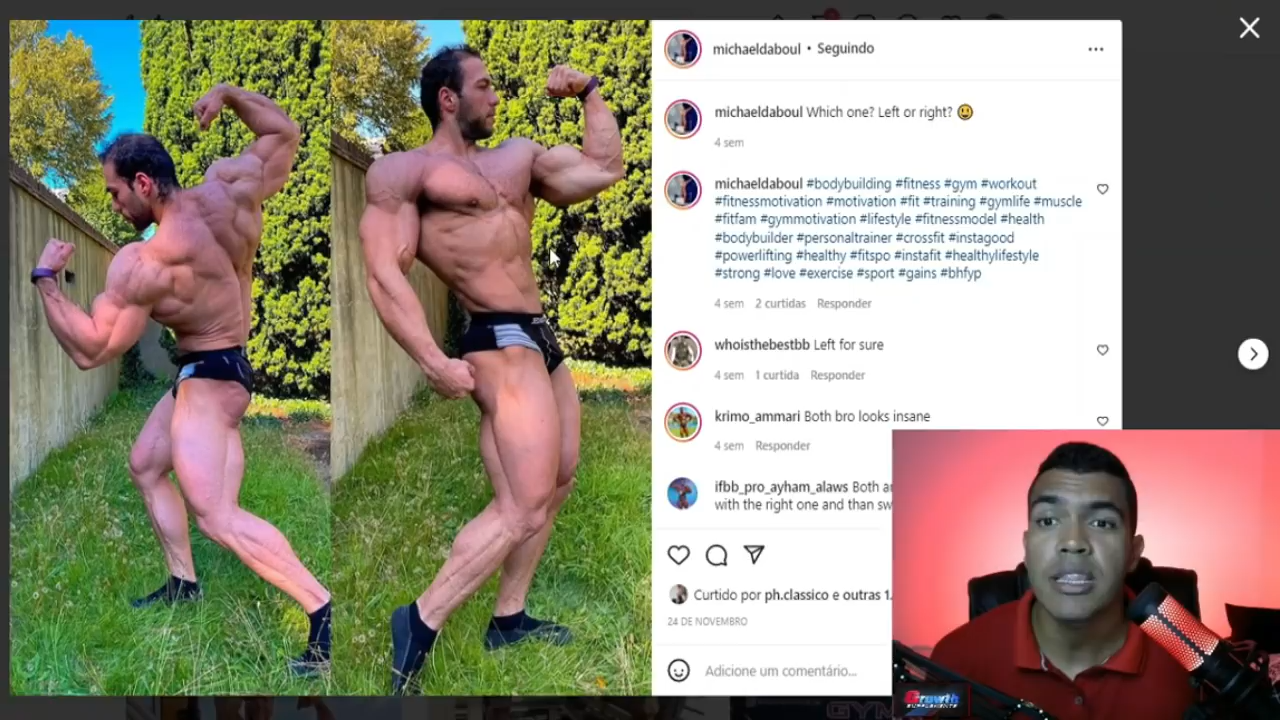 michaeldaboul • Seguindo
michaeldaboul Which one? Left or right? 😃
4 sem
michaeldaboul #bodybuilding #fitness #gym #workout
#fitnessmotivation #motivation #fit #training #gymlife #muscle
#fitfam #gymmotivation #lifestyle #fitnessmodel #health
#bodybuilder #personaltrainer #crossfit #instagood
#powerlifting #healthy #fitspo #instafit #healthylifestyle
#strong #love #exercise #sport #gains #bhfyp
4 sem 2 curtidas Responder
whoisthebestbb Left for sure
4 sem 1 curtida Responder
krimo_ammari Both bro looks insane
4 sem Responder
ifbb_pro_ayham_alaws Both
with the right one and than
Curtido por ph.classico e outras 1.
24 DE NOVEMBRO
Adicione um comentário...
Growth
SUPPLEMENTS
GYM